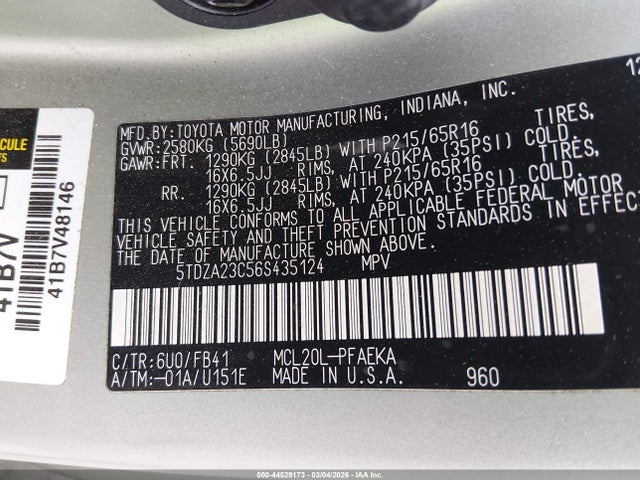 12
MFD.BY:TOYOTA MOTOR MANUFACTURING, INDIANA, INC.
GVWR:2580KG (5690LB)
GAWR:FRT. 1290KG (2845LB) WITH P215/65R16 TIRES,
16X6.5JJ RIMS, AT 240KPA (35PSI) COLD.
RR. 1290KG (2845LB) WITH P215/65R16 TIRES,
16X6.5JJ RIMS, AT 240KPA (35PSI) COLD.
THIS VEHICLE CONFORMS TO ALL APPLICABLE FEDERAL MOTOR
VEHICLE SAFETY AND THEFT PREVENTION STANDARDS IN EFFECT
THE DATE OF MANUFACTURE SHOWN ABOVE.
5TDZA23C56S435124 MPV
C/TR:6U0/FB41 MCL20L-PFAEKA
A/TM:-01A/U151E MADE IN U.S.A. 960
41B7V
41B7V48146
000-44529173 - 03/04/2026 - IAAI